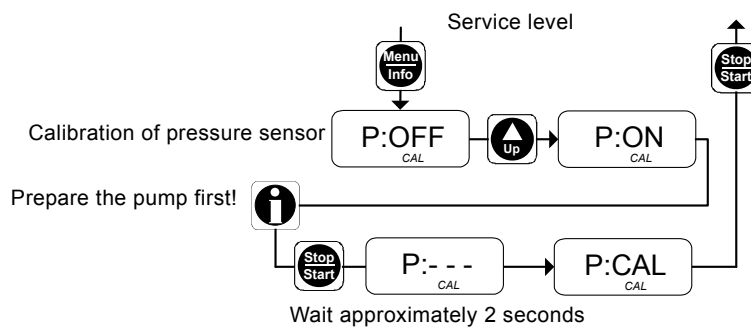 Service level
Menu
Info
Stop
Start
Calibration of pressure sensor
P:OFF
CAL
Up
P:ON
CAL
Prepare the pump first!
i
Stop
Start
P:- - -
CAL
P:CAL
CAL
Wait approximately 2 seconds